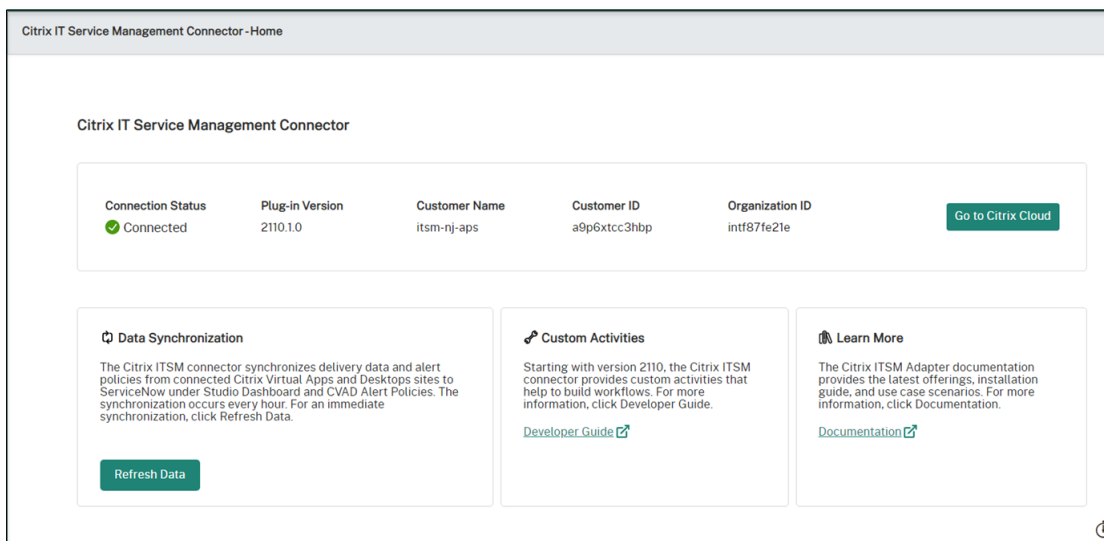 Citrix IT Service Management Connector - Home
Citrix IT Service Management Connector
Connection Status
Plug-in Version
Customer Name
Customer ID
Organization ID
Connected
2110.1.0
itsm-nj-aps
a9p6xtcc3hbp
intf87fe21e
Go to Citrix Cloud
Data Synchronization
The Citrix ITSM connector synchronizes delivery data and alert
policies from connected Citrix Virtual Apps and Desktops sites to
ServiceNow under Studio Dashboard and CVAD Alert Policies. The
synchronization occurs every hour. For an immediate
synchronization, click Refresh Data.
Refresh Data
Custom Activities
Starting with version 2110, the Citrix ITSM
connector provides custom activities that
help to build workflows. For more
information, click Developer Guide.
Developer Guide
Learn More
The Citrix ITSM Adapter documentation
provides the latest offerings, installation
guide, and use case scenarios. For more
information, click Documentation.
Documentation